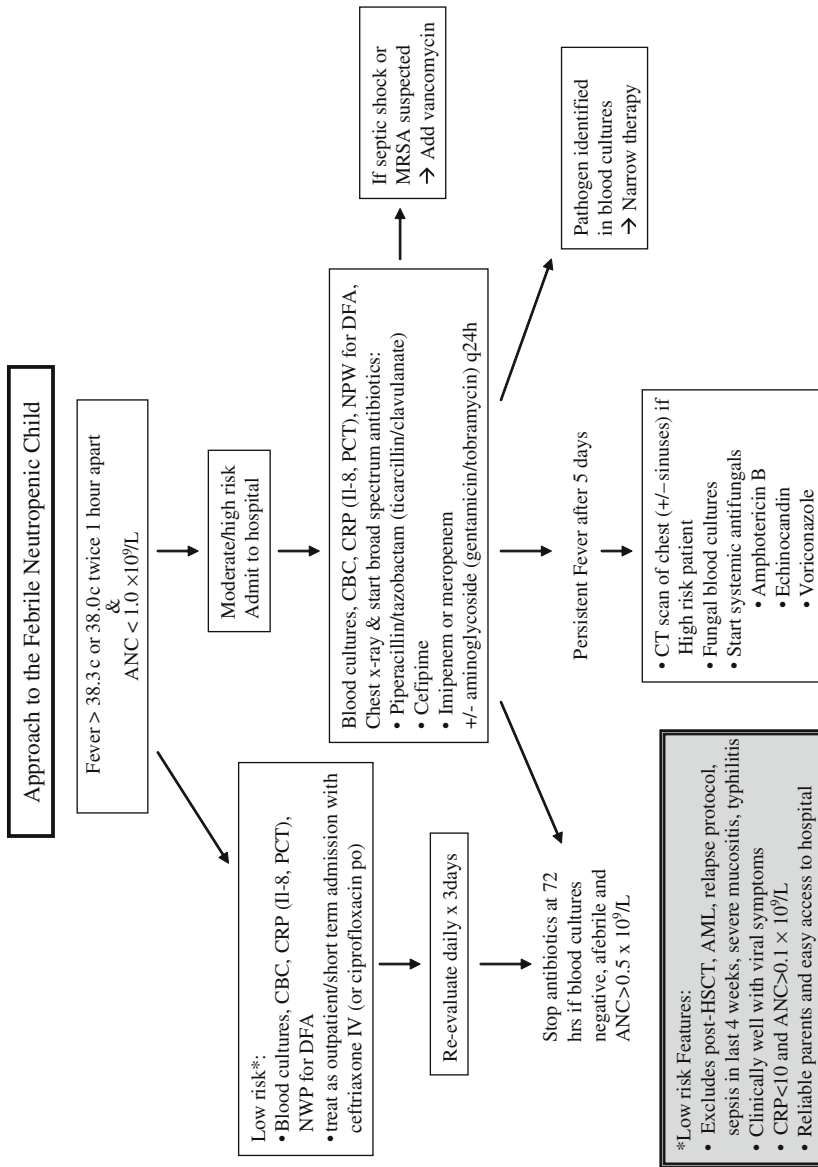 Approach to the Febrile Neutropenic Child
Fever > 38.3 c or 38.0 c twice 1 hour apart
&
ANC < 1.0 ×10⁹/L
Low risk*:
• Blood cultures, CBC, CRP (Il-8, PCT),
NWP for DFA
• treat as outpatient/short term admission with
ceftriaxone IV (or ciprofloxacin po)
Re-evaluate daily x 3days
Stop antibiotics at 72
hrs if blood cultures
negative, afebrile and
ANC>0.5 x 10⁹/L
Moderate/high risk
Admit to hospital
Blood cultures, CBC, CRP (Il-8, PCT), NPW for DFA,
Chest x-ray & start broad spectrum antibiotics:
• Piperacillin/tazobactam (ticarcillin/clavulanate)
• Cefipime
• Imipenem or meropenem
+/- aminoglycoside (gentamicin/tobramycin) q24h
If septic shock or
MRSA suspected
→ Add vancomycin
Pathogen identified
in blood cultures
→ Narrow therapy
Persistent Fever after 5 days
• CT scan of chest (+/–sinuses) if
High risk patient
• Fungal blood cultures
• Start systemic antifungals
• Amphotericin B
• Echinocandin
• Voriconazole
*Low risk Features:
• Excludes post-HSCT, AML, relapse protocol,
sepsis in last 4 weeks, severe mucositis, typhilitis
• Clinically well with viral symptoms
• CRP<10 and ANC>0.1 × 10⁹/L
• Reliable parents and easy access to hospital